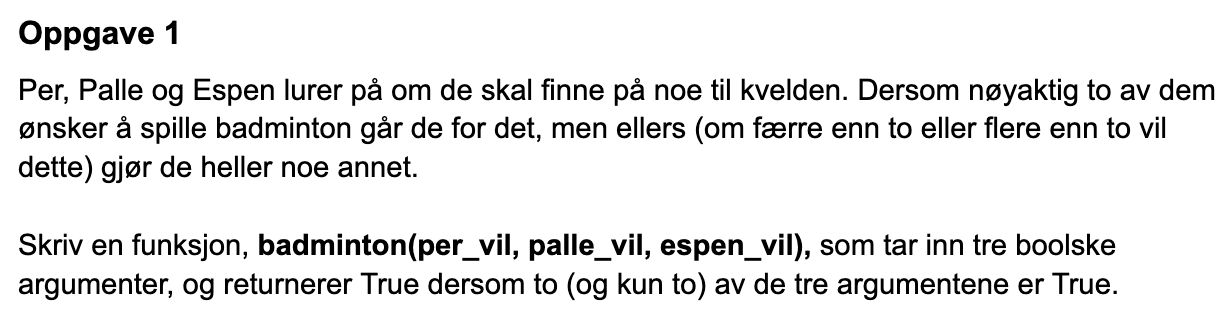 Oppgave 1
Per, Palle og Espen lurer på om de skal finne på noe til kvelden. Dersom nøyaktig to av dem
ønsker å spille badminton går de for det, men ellers (om færre enn to eller flere enn to vil
dette) gjør de heller noe annet.
Skriv en funksjon, badminton(per_vil, palle_vil, espen_vil), som tar inn tre boolske
argumenter, og returnerer True dersom to (og kun to) av de tre argumentene er True.